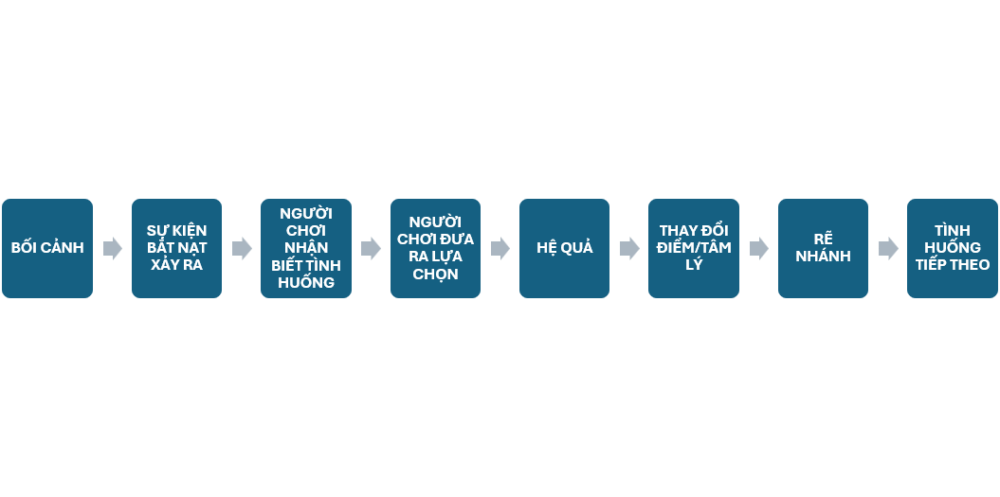 BỐI CẢNH
SỰ KIỆN
BẮT NẠT
XẢY RA
NGƯỜI
CHƠI
NHẬN
BIẾT TÌNH
HUỐNG
NGƯỜI
CHƠI ĐƯA
RA LỰA
CHỌN
HỆ QUẢ
THAY ĐỔI
ĐIỂM/TÂM
LÝ
RẼ
NHÁNH
TÌNH
HUỐNG
TIẾP THEO